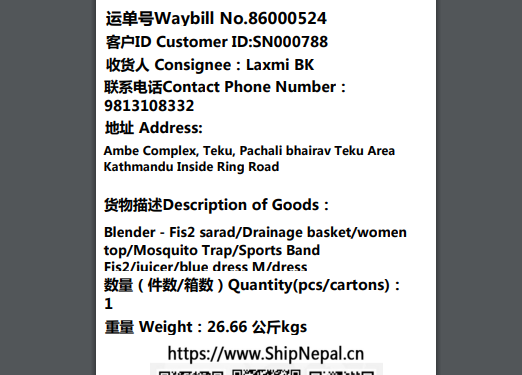 运单号Waybill No.86000524
客户ID Customer ID:SN000788
收货人 Consignee：Laxmi BK
联系电话Contact Phone Number：
9813108332
地址 Address:
Ambe Complex, Teku, Pachali bhairav Teku Area
Kathmandu Inside Ring Road
货物描述Description of Goods：
Blender - Fis2 sarad/Drainage basket/women
top/Mosquito Trap/Sports Band
Fis2/juicer/blue dress M/dress
数量（件数/箱数）Quantity(pcs/cartons)：
1
重量 Weight：26.66 公斤kgs
https://www.ShipNepal.cn